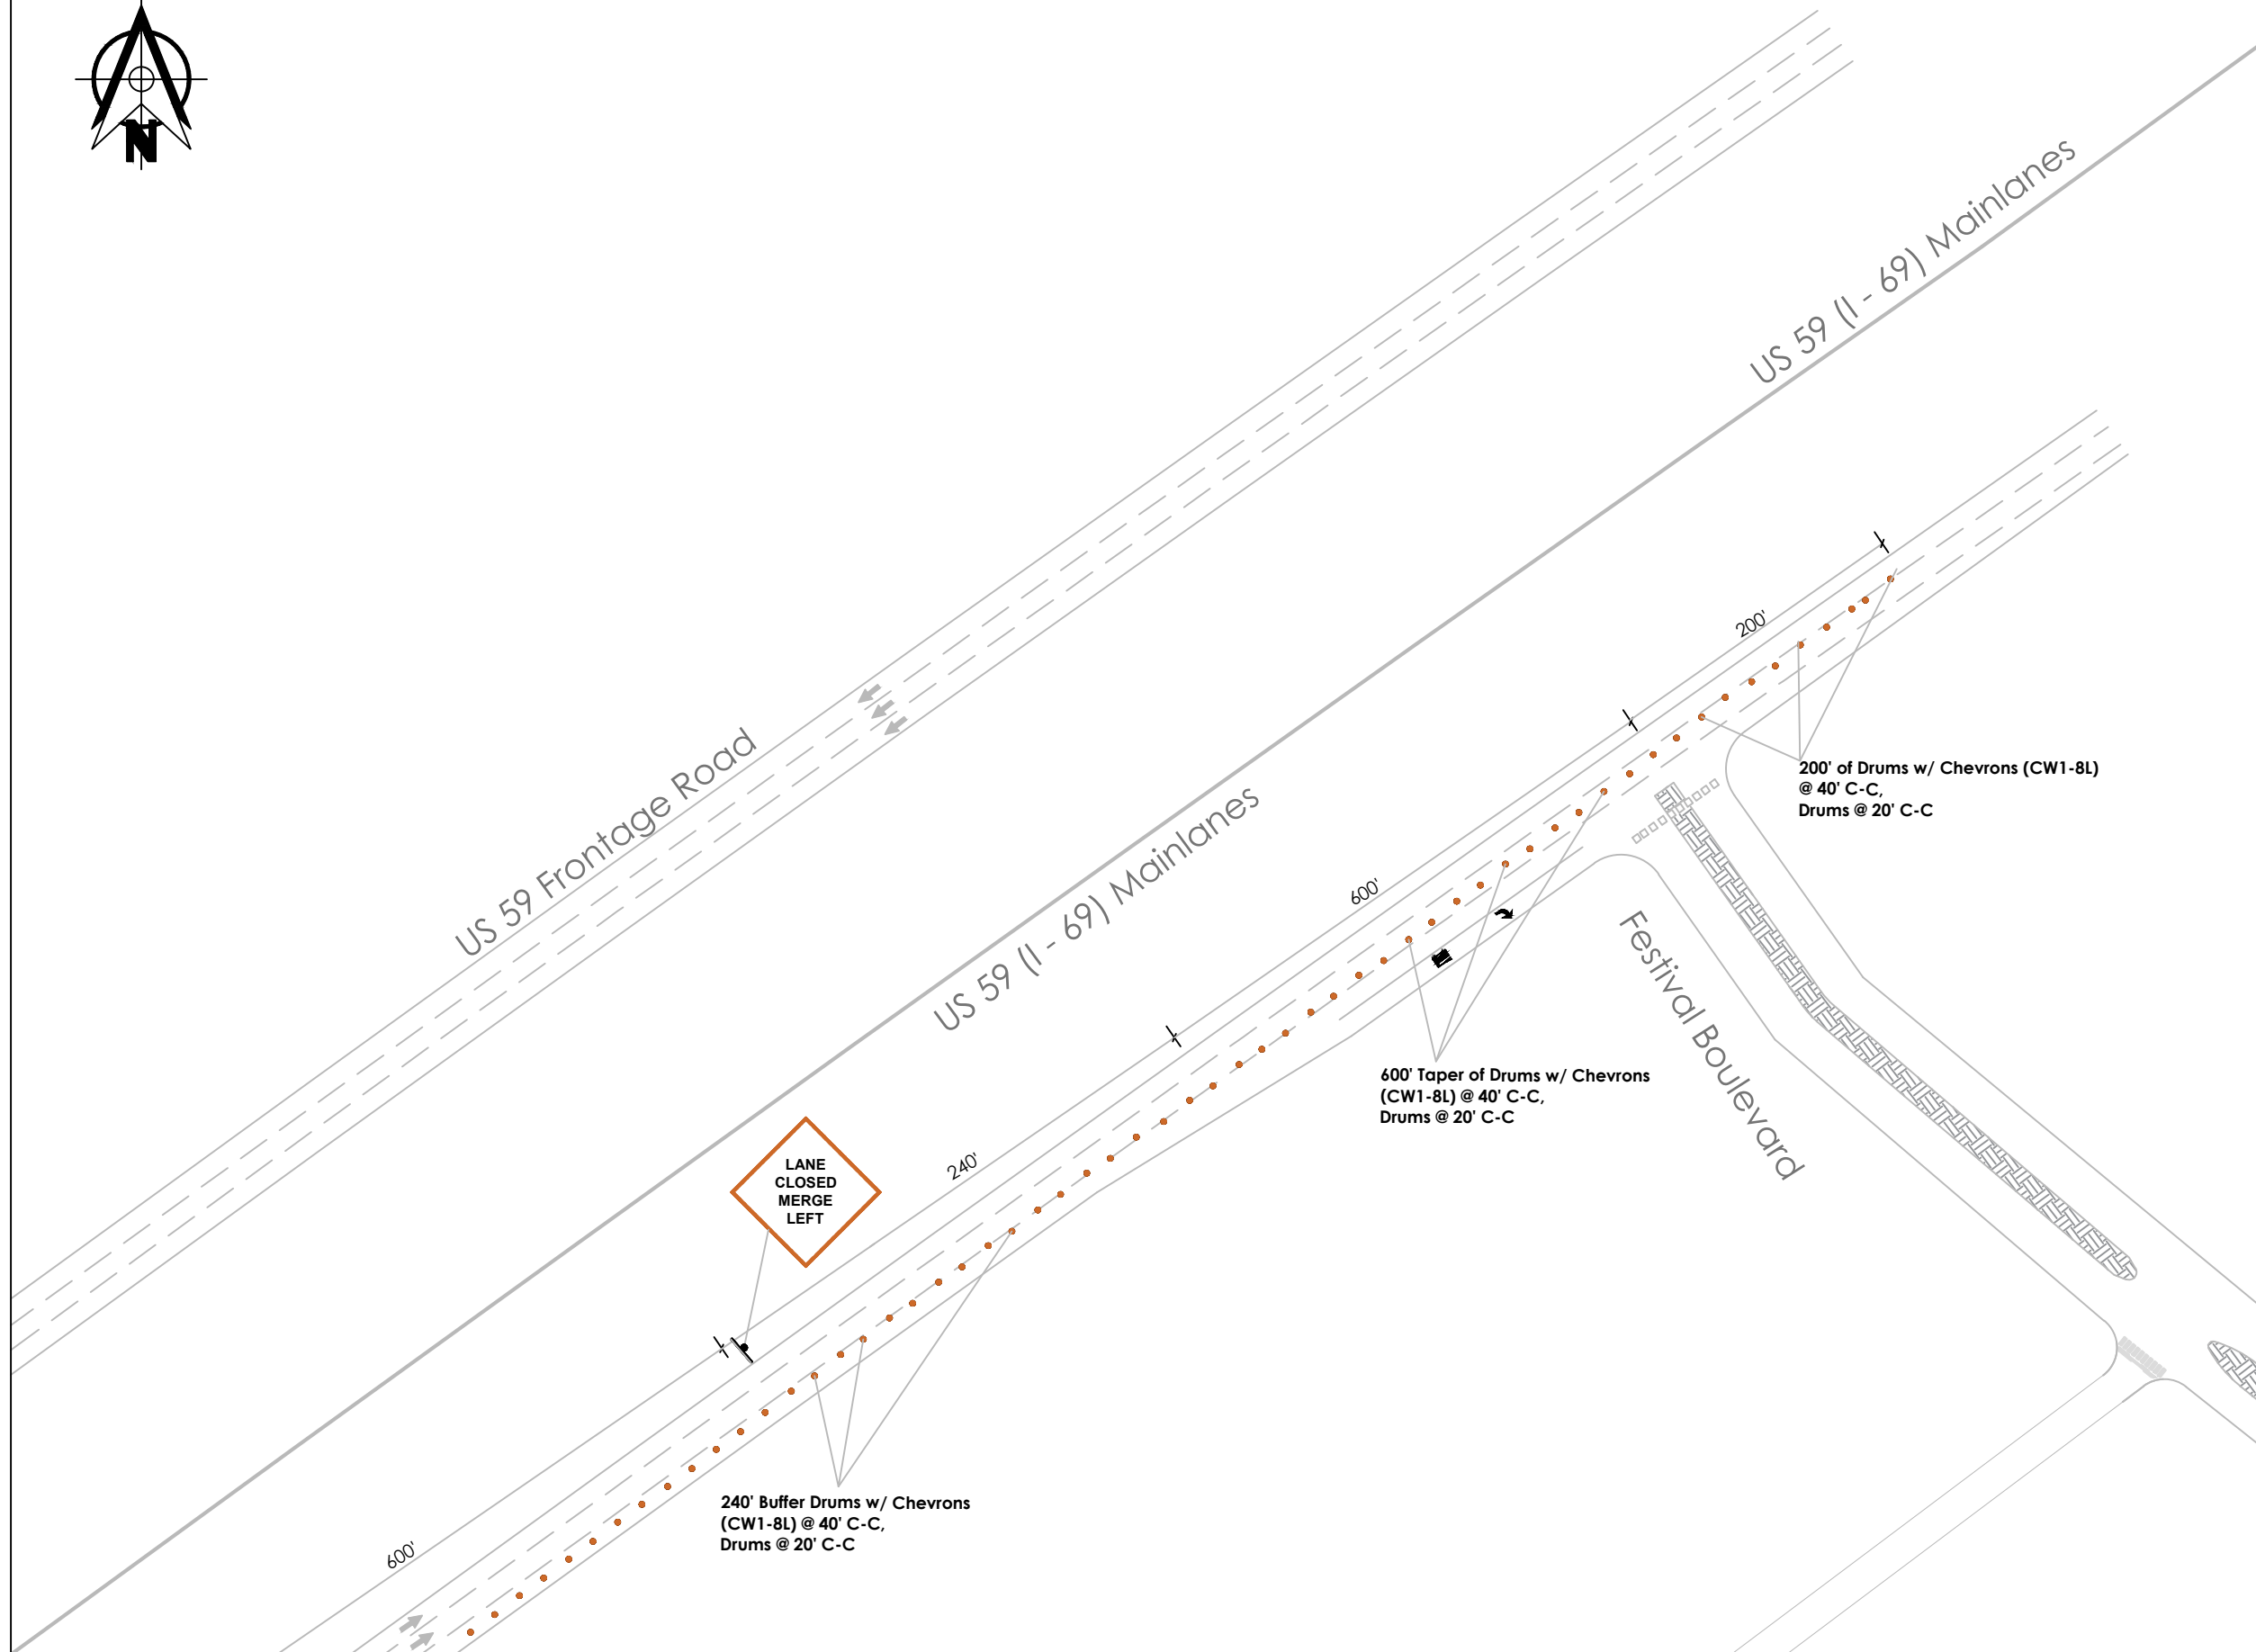 N
US 59 (I - 69) Mainlanes
200'
US 59 Frontage Road
US 59 (I - 69) Mainlanes
200' of Drums w/ Chevrons (CW1-8L)
@ 40' C-C,
Drums @ 20' C-C
600'
Festival Boulevard
600' Taper of Drums w/ Chevrons
(CW1-8L) @ 40' C-C,
Drums @ 20' C-C
LANE
CLOSED
MERGE
LEFT
240'
240' Buffer Drums w/ Chevrons
(CW1-8L) @ 40' C-C,
Drums @ 20' C-C
600'